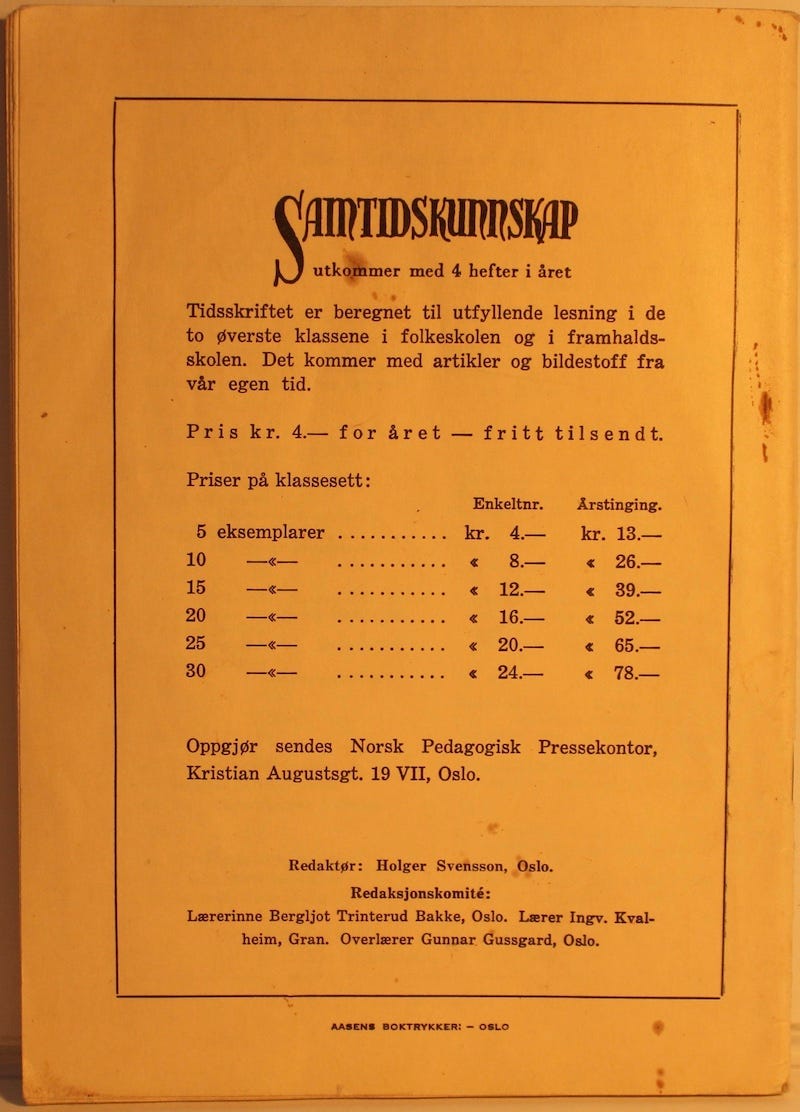 SAMTIDSKUNNSKAP
utkommer med 4 hefter i året
Tidsskriftet er beregnet til utfyllende lesning i de
to øverste klassene i folkeskolen og i framhalds-
skolen. Det kommer med artikler og bildestoff fra
vår egen tid.
Pris kr. 4.— for året — fritt tilsendt.
Priser på klassesett:
Enkeltnr. Årstinging.
5 eksemplarer ........... kr. 4.— kr. 13.—
10 —«— ........... « 8.— « 26.—
15 —«— ........... « 12.— « 39.—
20 —«— ........... « 16.— « 52.—
25 —«— ........... « 20.— « 65.—
30 —«— ........... « 24.— « 78.—
Oppgjør sendes Norsk Pedagogisk Pressekontor,
Kristian Augustsgt. 19 VII, Oslo.
Redaktør: Holger Svensson, Oslo.
Redaksjonskomité:
Lærerinne Bergljot Trinterud Bakke, Oslo. Lærer Ingv. Kval-
heim, Gran. Overlærer Gunnar Gussgard, Oslo.
AASENS BOKTRYKKERI — OSLO